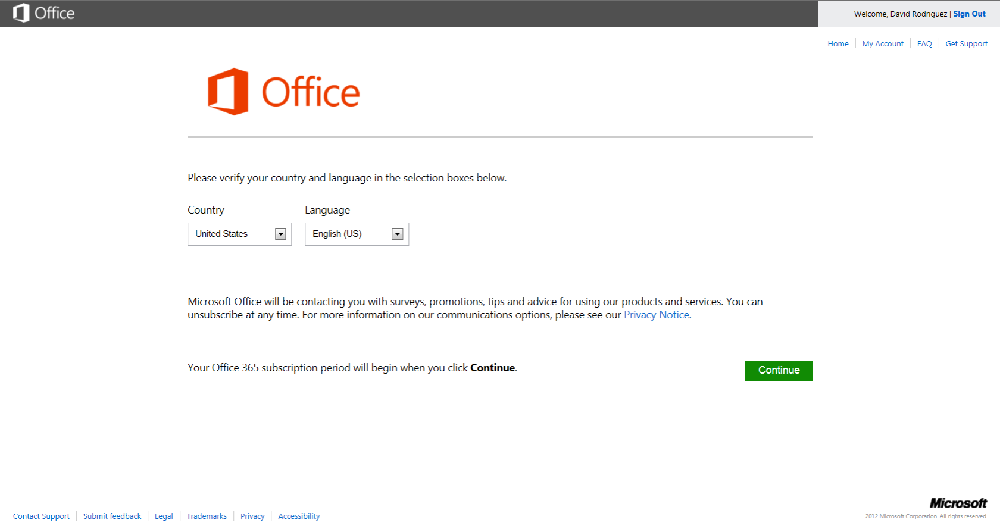 Office
Welcome, David Rodriguez | Sign Out
Home My Account FAQ Get Support
Office
Please verify your country and language in the selection boxes below.
Country Language
United States English (US)
Microsoft Office will be contacting you with surveys, promotions, tips and advice for using our products and services. You can
unsubscribe at any time. For more information on our communications options, please see our Privacy Notice.
Your Office 365 subscription period will begin when you click Continue.
Continue
Microsoft
Contact Support Submit feedback Legal Trademarks Privacy Accessibility
2012 Microsoft Corporation. All rights reserved.